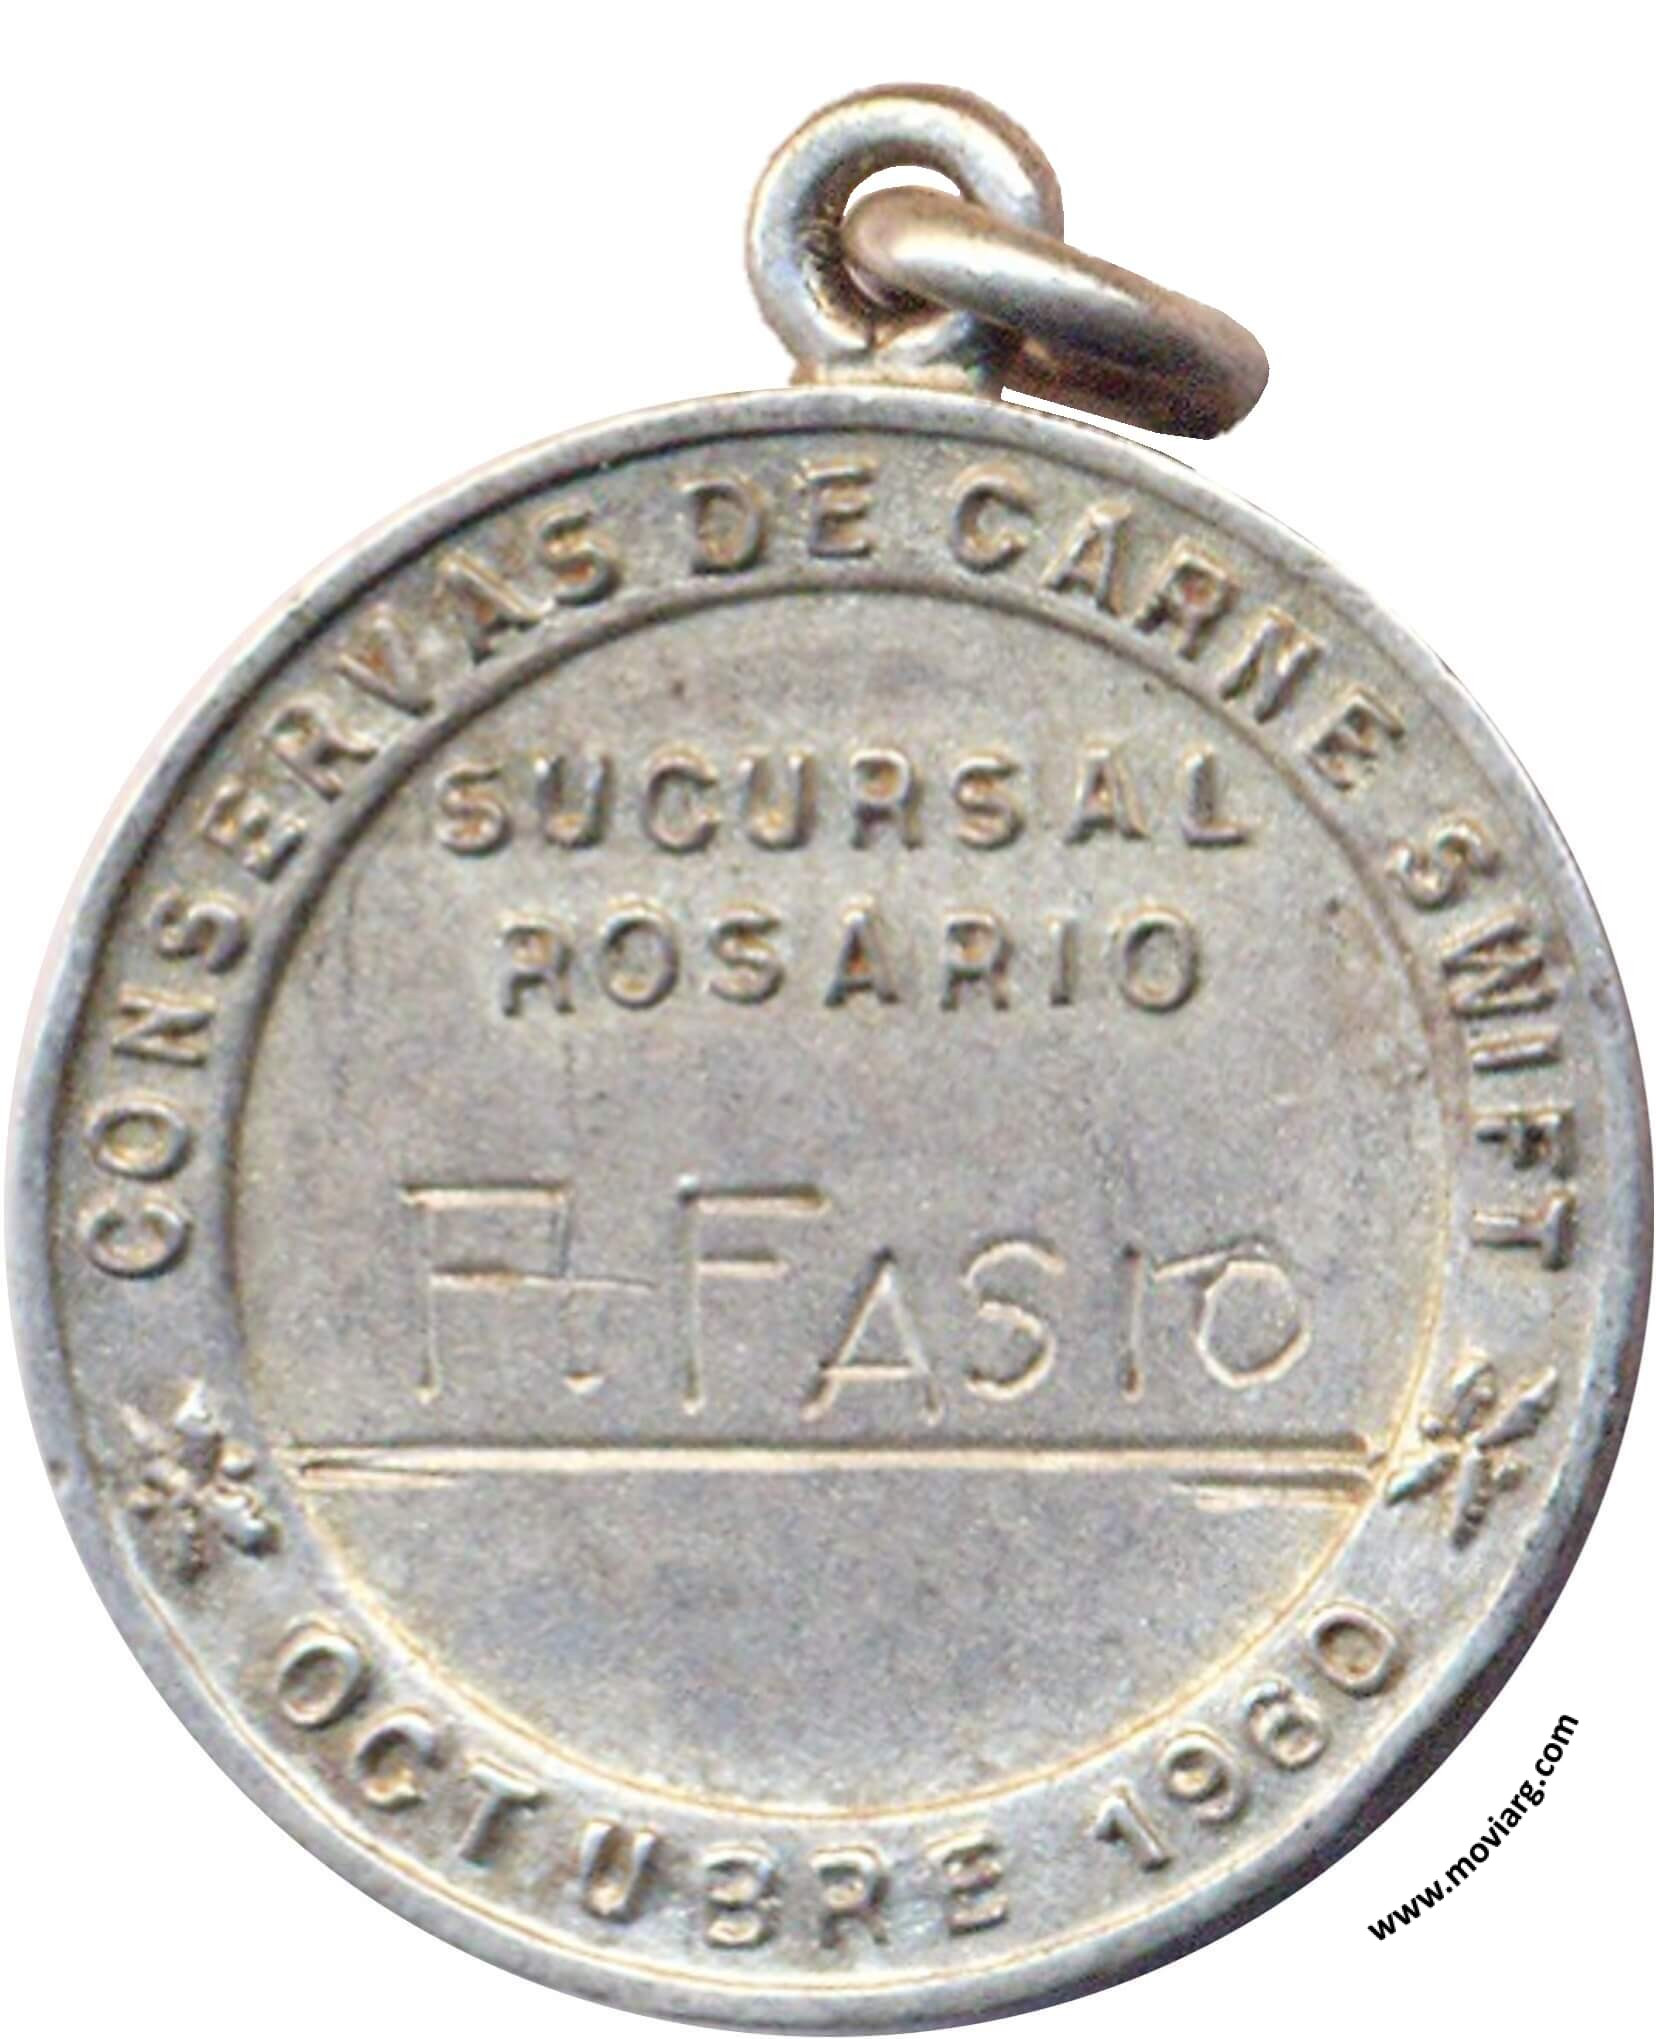 CONSERVAS DE CARNE SWIFT
SUCURSAL
ROSARIO
P. FASIO
OCTUBRE 1960
www.moviarg.com